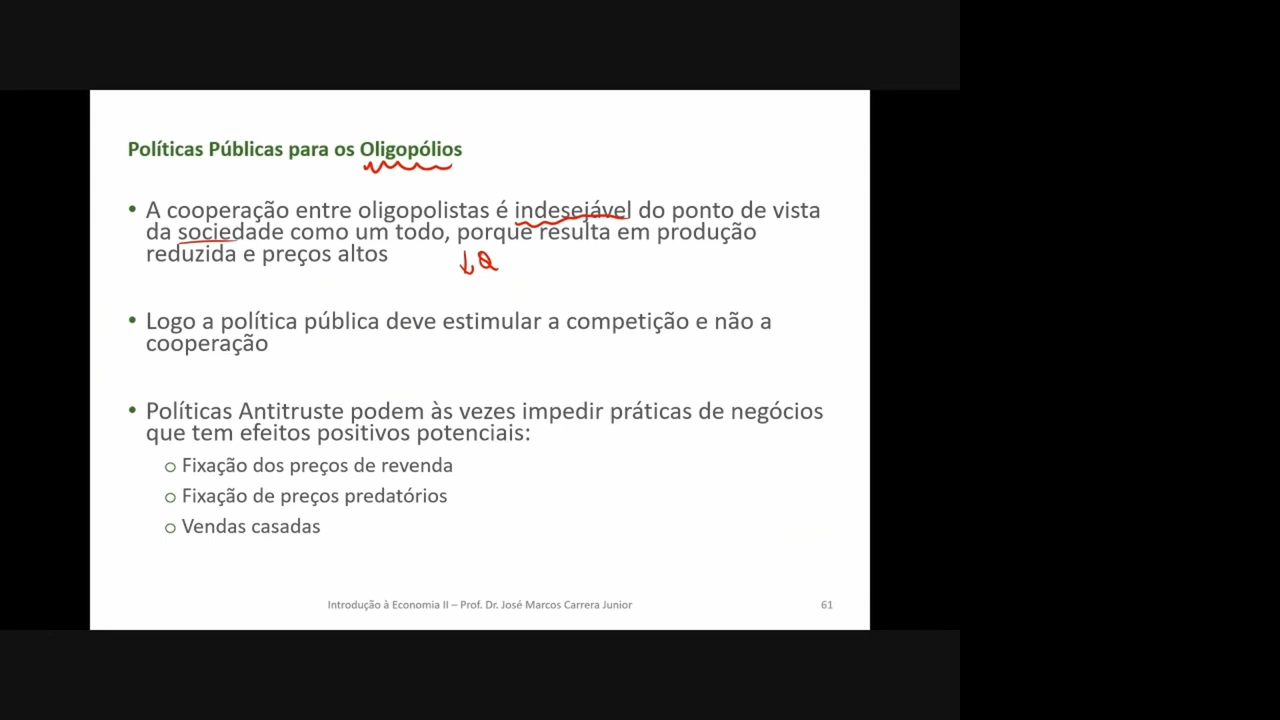 Políticas Públicas para os Oligopólios
• A cooperação entre oligopolistas é indesejável do ponto de vista
da sociedade como um todo, porque resulta em produção
reduzida e preços altos
↓Q
• Logo a política pública deve estimular a competição e não a
cooperação
• Políticas Antitruste podem às vezes impedir práticas de negócios
que tem efeitos positivos potenciais:
o Fixação dos preços de revenda
o Fixação de preços predatórios
o Vendas casadas
Introdução à Economia II – Prof. Dr. José Marcos Carrera Junior
61